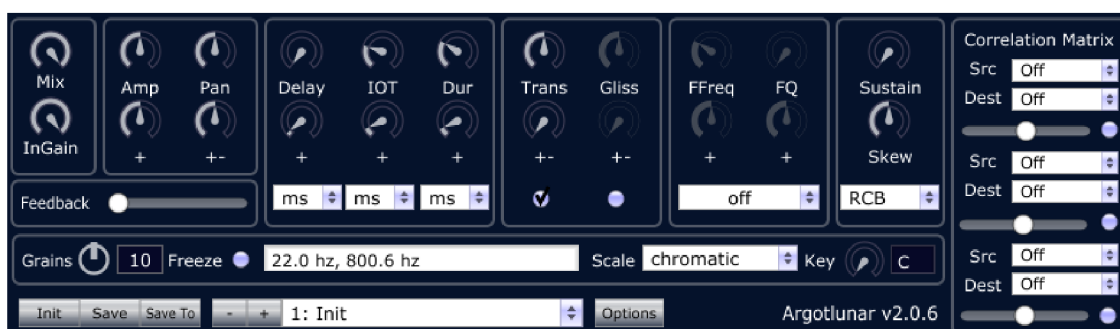 Mix
InGain
Amp Pan
+ +-
Delay IOT Dur
+ + +
ms ms ms
Trans Gliss
+- +-
FFreq FQ
+ +
off
Sustain
Skew
RCB
Feedback
Grains 10 Freeze 22.0 hz, 800.6 hz Scale chromatic Key C
Init Save Save To - + 1: Init Options Argotlunar v2.0.6
Correlation Matrix
Src Off
Dest Off
Src Off
Dest Off
Src Off
Dest Off